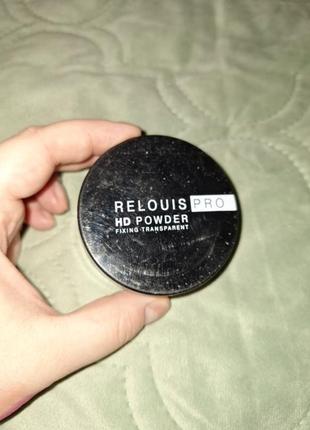 RELOUIS PRO
HD POWDER
FIXING TRANSPARENT